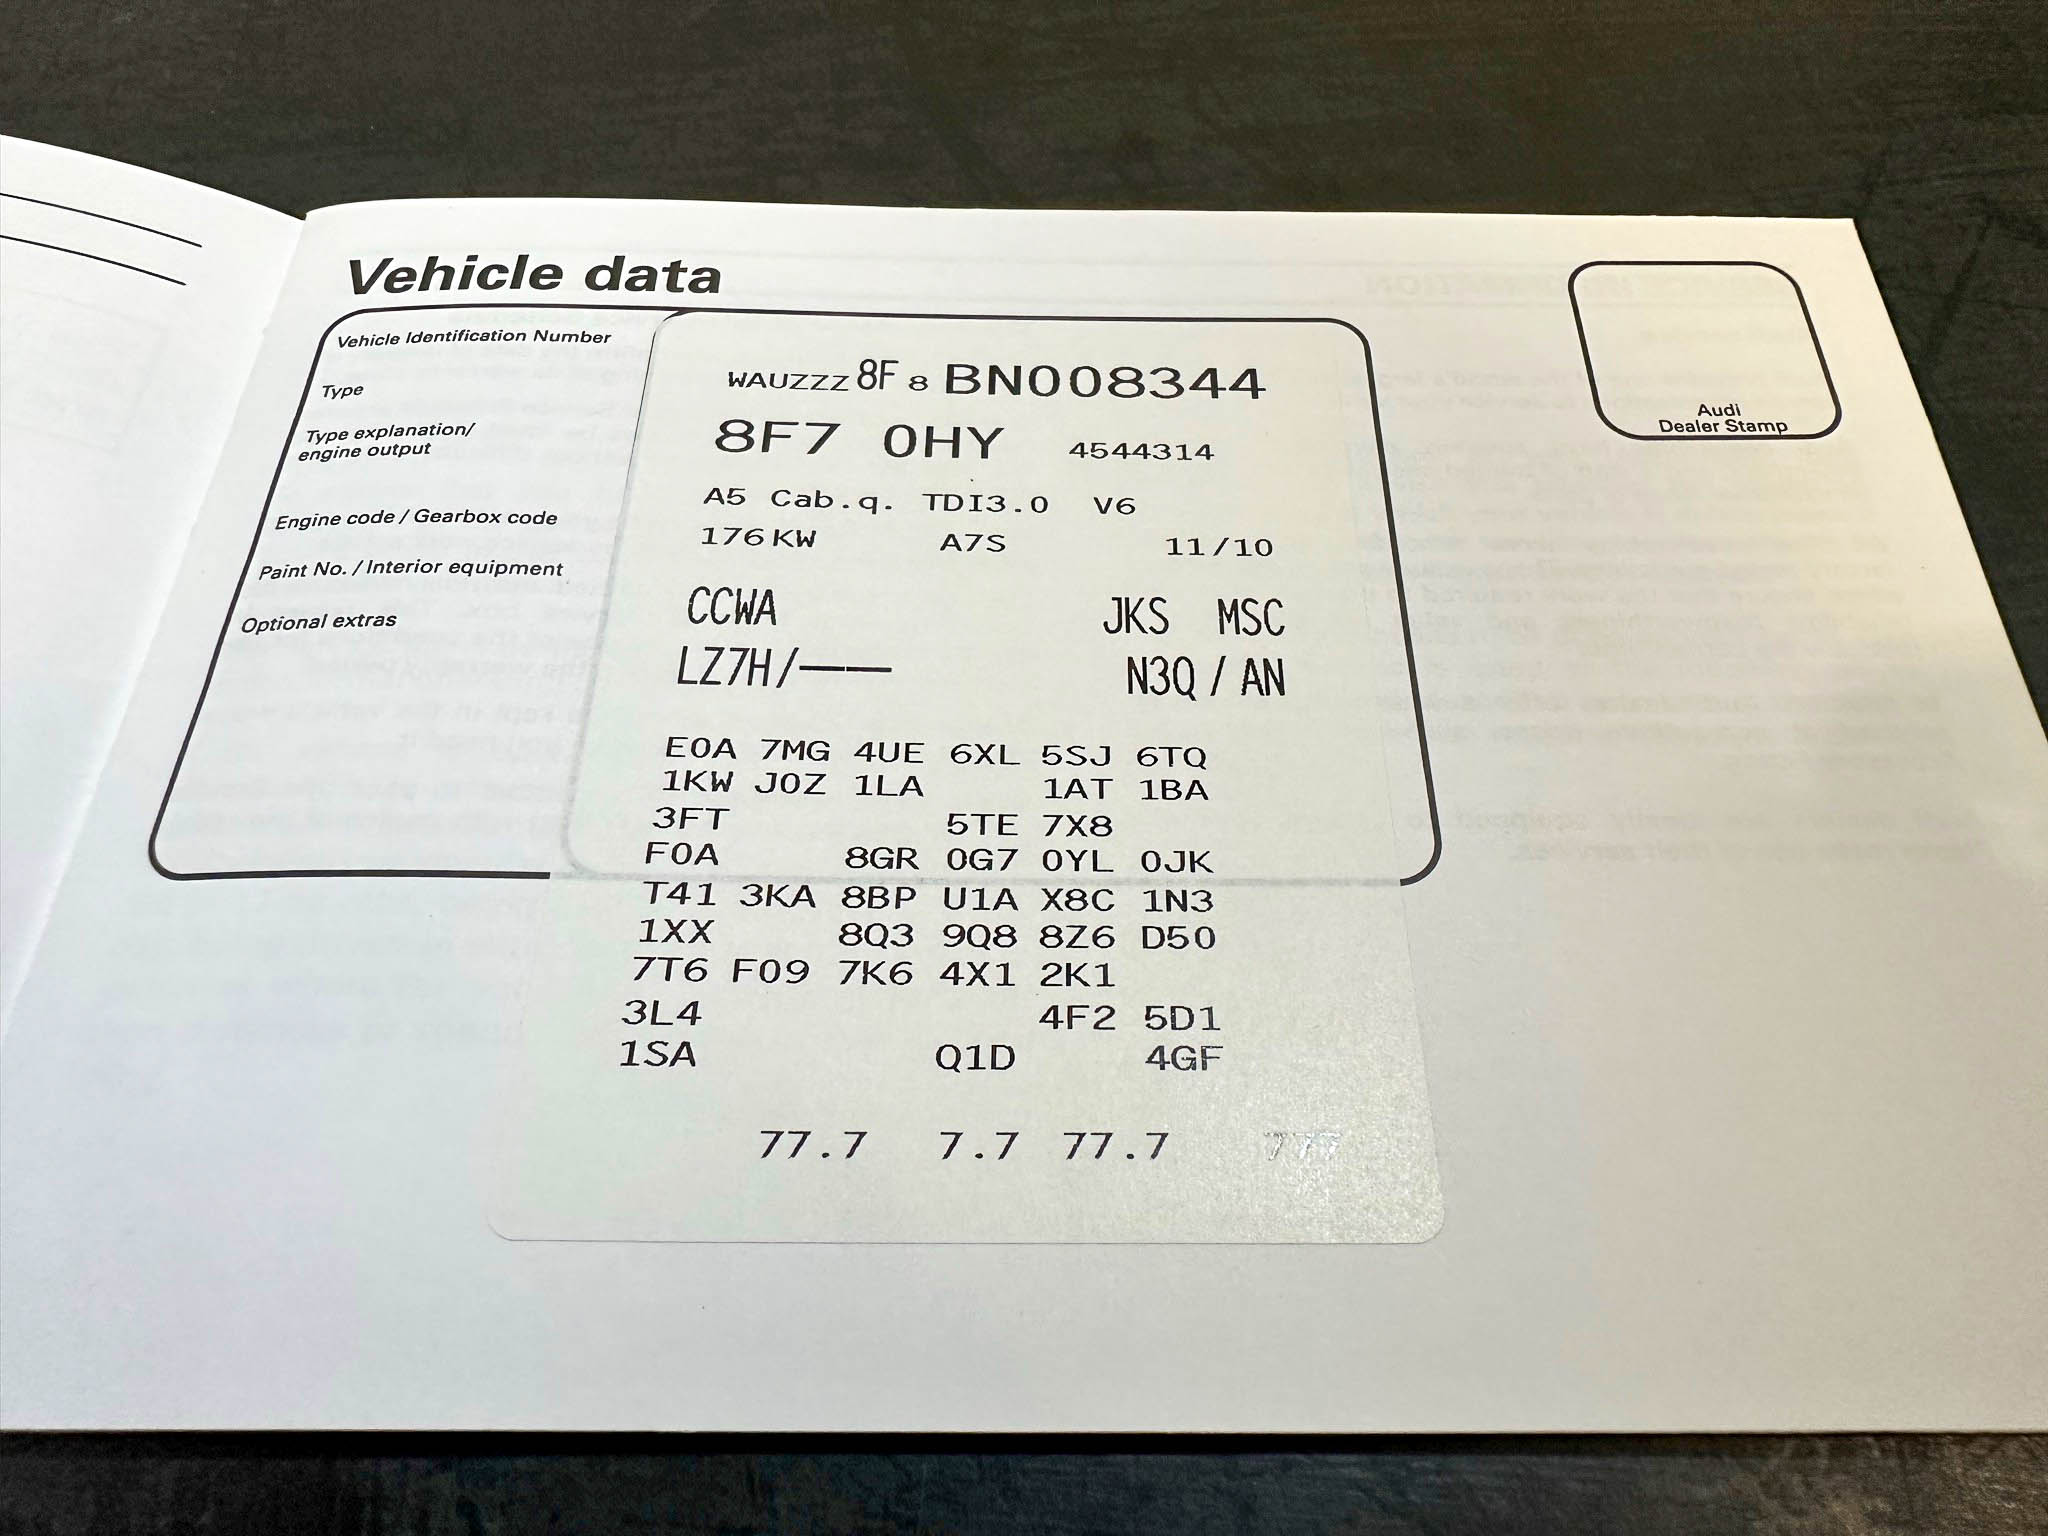 Vehicle data
Vehicle Identification Number
Type
Type explanation/
engine output
Engine code / Gearbox code
Paint No. / Interior equipment
Optional extras
WAUZZZ 8F 8 BN008344
8F7 0HY 4544314
A5 Cab.q. TDI3.0 V6
176KW A7S 11/10
CCWA JKS MSC
LZ7H/—— N3Q / AN
E0A 7MG 4UE 6XL 5SJ 6TQ
1KW J0Z 1LA 1AT 1BA
3FT 5TE 7X8
F0A 8GR 0G7 0YL 0JK
T41 3KA 8BP U1A X8C 1N3
1XX 8Q3 9Q8 8Z6 D50
7T6 F09 7K6 4X1 2K1
3L4 4F2 5D1
1SA Q1D 4GF
77.7 7.7 77.7 777
Audi
Dealer Stamp